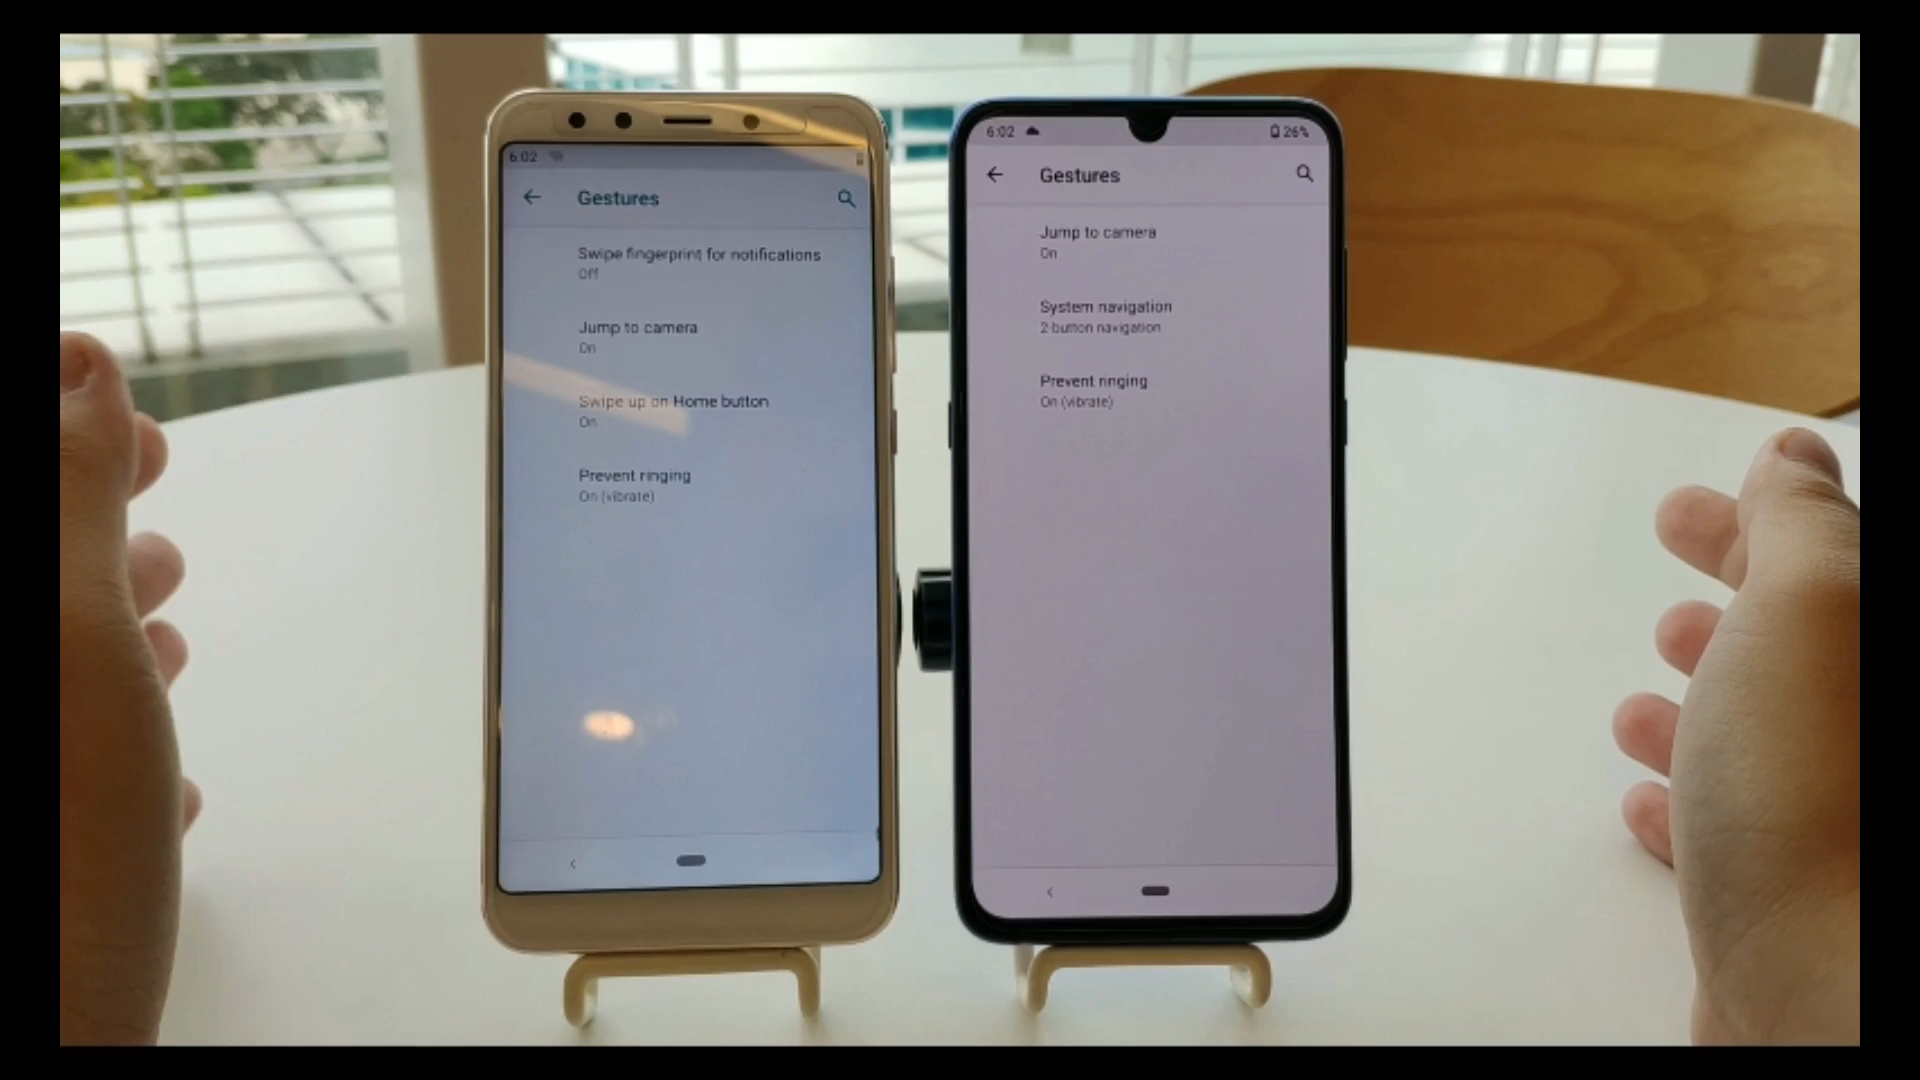 6:02
Gestures
Swipe fingerprint for notifications
Off
Jump to camera
On
Swipe up on Home button
On
Prevent ringing
On (vibrate)
6:02
26%
Gestures
Jump to camera
On
System navigation
2-button navigation
Prevent ringing
On (vibrate)